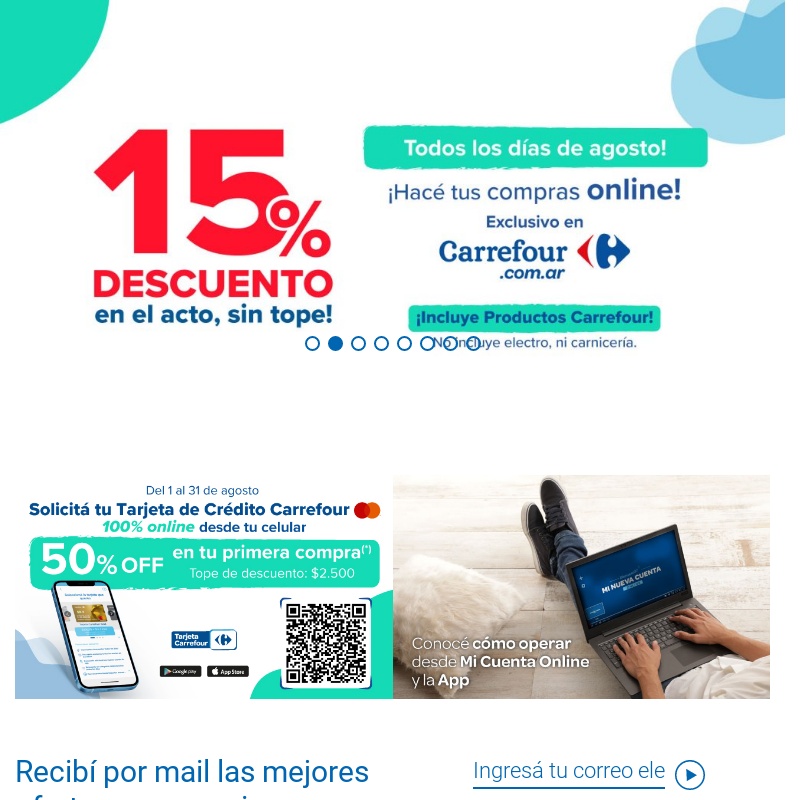 15%
DESCUENTO
en el acto, sin tope!
Todos los días de agosto!
¡Hacé tus compras online!
Exclusivo en
Carrefour
.com.ar
¡Incluye Productos Carrefour!
No incluye electro, ni carnicería.
Del 1 al 31 de agosto
Solicitá tu Tarjeta de Crédito Carrefour
100% online desde tu celular
50% OFF
en tu primera compra(*)
Tope de descuento: $2.500
Tarjeta
Carrefour
Google play
App Store
MI NUEVA CUENTA
Conocé cómo operar
desde Mi Cuenta Online
y la App
Recibí por mail las mejores
Ingresá tu correo ele